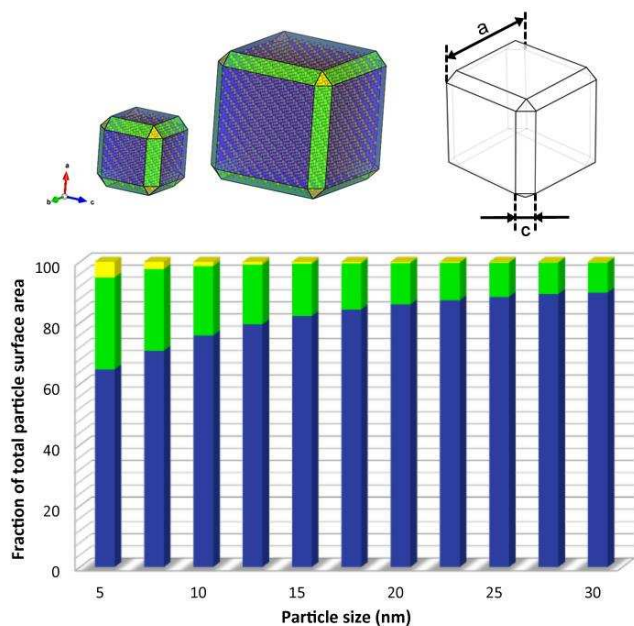 a
a
b
c
c
Fraction of total particle surface area
100
80
60
40
20
0
5 10 15 20 25 30
Particle size (nm)